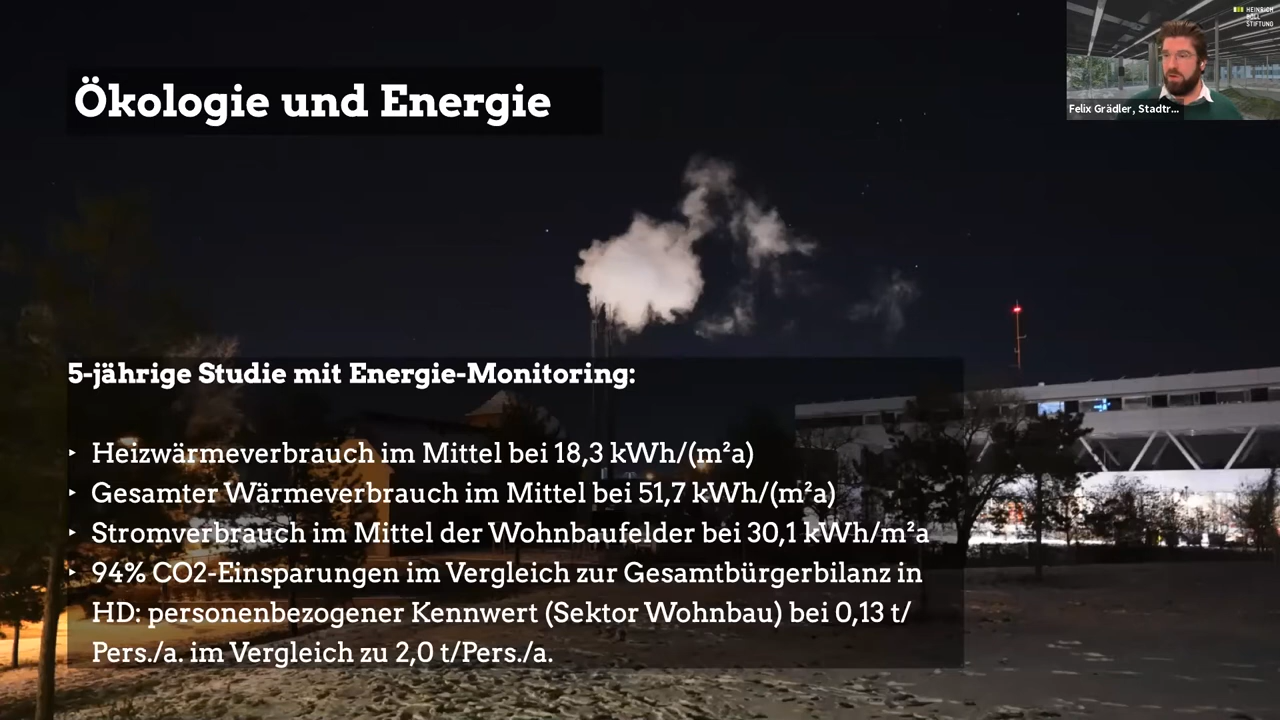 HEINRICH
BÖLL
STIFTUNG
Ökologie und Energie
Felix Grädler, Stadtr...
5-jährige Studie mit Energie-Monitoring:
‣ Heizwärmeverbrauch im Mittel bei 18,3 kWh/(m²a)
‣ Gesamter Wärmeverbrauch im Mittel bei 51,7 kWh/(m²a)
‣ Stromverbrauch im Mittel der Wohnbaufelder bei 30,1 kWh/m²a
‣ 94% CO2-Einsparungen im Vergleich zur Gesamtbürgerbilanz in
HD: personenbezogener Kennwert (Sektor Wohnbau) bei 0,13 t/
Pers./a. im Vergleich zu 2,0 t/Pers./a.